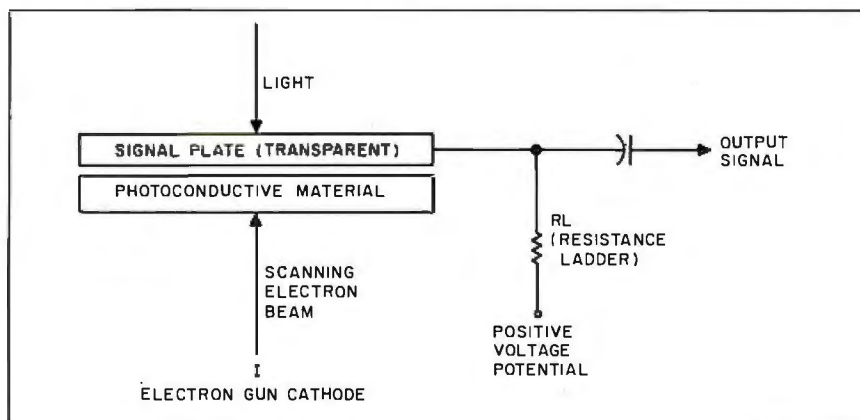 LIGHT
SIGNAL PLATE (TRANSPARENT)
OUTPUT
SIGNAL
PHOTOCONDUCTIVE MATERIAL
RL
(RESISTANCE
LADDER)
SCANNING
ELECTRON
BEAM
POSITIVE
VOLTAGE
POTENTIAL
I
ELECTRON GUN CATHODE